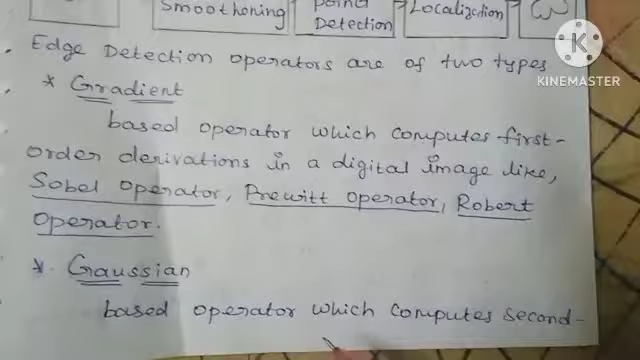 Smoothening
point
Detection
Localization
Edge Detection operators are of two types
* Gradient
based operator which computes first-
order derivations in a digital image like,
Sobel operator, Prewitt operator, Robert
operator.
* Gaussian
based operator which computes second-
KINEMASTER